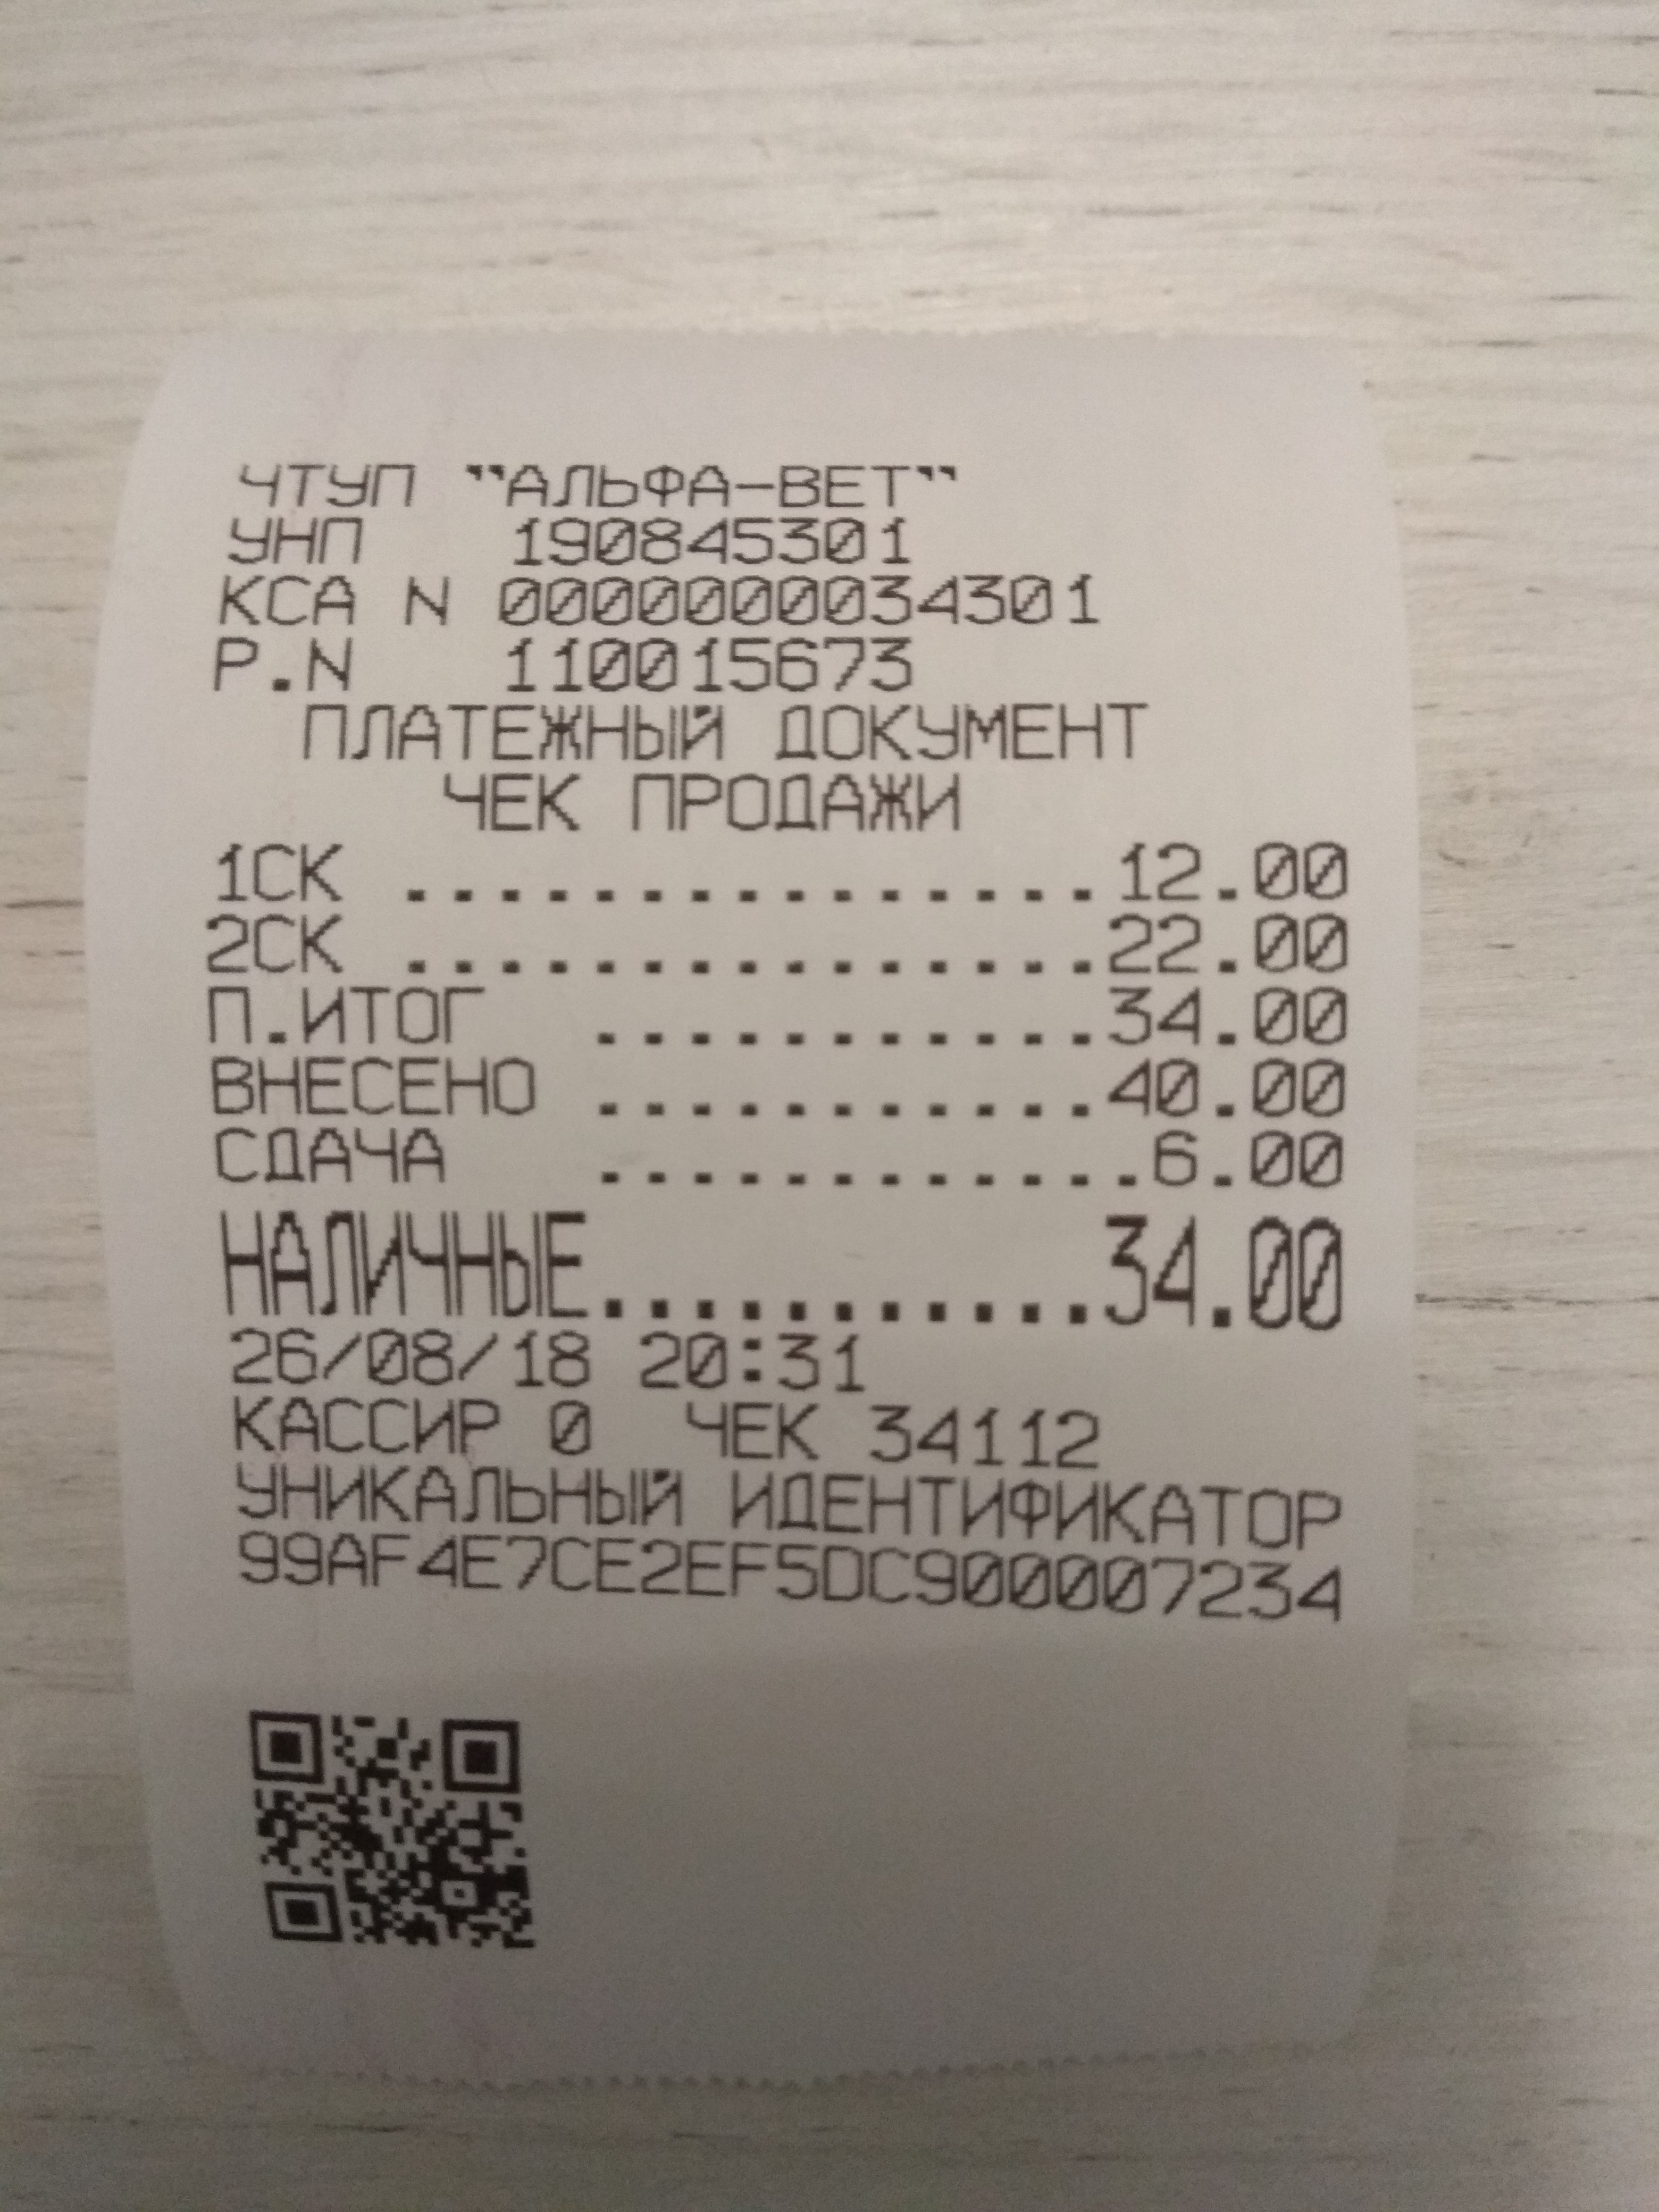 ЧТУП "АЛЬФА-ВЕТ"
УНП 190845301
КСА N 0000000034301
Р.N 110015673
ПЛАТЕЖНЫЙ ДОКУМЕНТ
ЧЕК ПРОДАЖИ
1СК ...............12.00
2СК ...............22.00
П.ИТОГ ...........34.00
ВНЕСЕНО ...........40.00
СДАЧА ............6.00
НАЛИЧНЫЕ...........34.00
26/08/18 20:31
КАССИР 0 ЧЕК 34112
УНИКАЛЬНЫЙ ИДЕНТИФИКАТОР
99AF4E7CE2EF5DC900007234